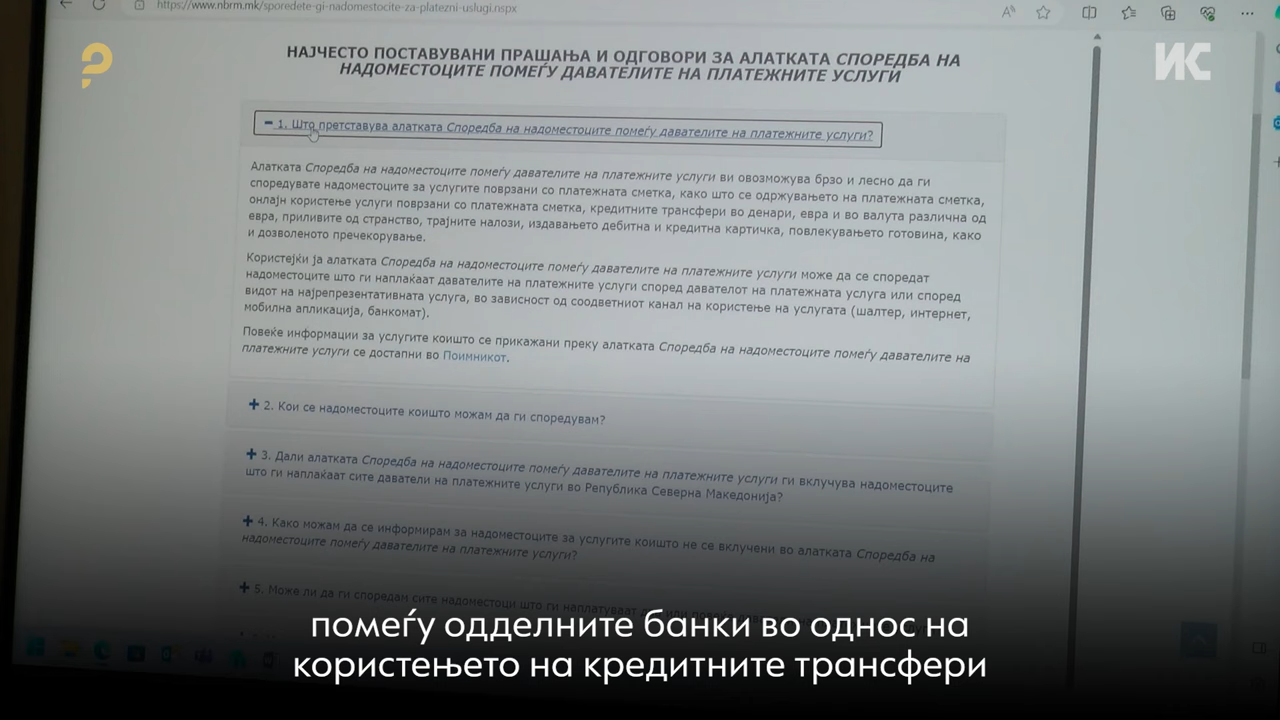 https://www.nbrm.mk/sporedete-gi-nadomestocite-za-platezni-uslugi.nspx
ИС
НАЈЧЕСТО ПОСТАВУВАНИ ПРАШАЊА И ОДГОВОРИ ЗА АЛАТКАТА СПОРЕДБА НА
НАДОМЕСТОЦИТЕ ПОМЕЃУ ДАВАТЕЛИТЕ НА ПЛАТЕЖНИТЕ УСЛУГИ
1. Што претставува алатката Споредба на надоместоците помеѓу давателите на платежните услуги?
Алатката Споредба на надоместоците помеѓу давателите на платежните услуги ви овозможува брзо и лесно да ги
споредувате надоместоците за услугите поврзани со платежната сметка, како што се одржувањето на платежната сметка,
онлајн користење услуги поврзани со платежната сметка, кредитните трансфери во денари, евра и во валута различна од
евра, приливите од странство, трајните налози, издавањето дебитна и кредитна картичка, повлекувањето готовина, како
и дозволеното пречекорување.
Користејќи ја алатката Споредба на надоместоците помеѓу давателите на платежните услуги може да се споредат
надоместоците што ги наплаќаат давателите на платежните услуги според давателот на платежната услуга или според
видот на најрепрезентативната услуга, во зависност од соодветниот канал на користење на услугата (шалтер, интернет,
мобилна апликација, банкомат).
Повеќе информации за услугите коишто се прикажани преку алатката Споредба на надоместоците помеѓу давателите на
платежните услуги се достапни во Поимникот.
2. Кои се надоместоците коишто можам да ги споредувам?
3. Дали алатката Споредба на надоместоците помеѓу давателите на платежните услуги ги вклучува надоместоците
што ги наплаќаат сите даватели на платежните услуги во Република Северна Македонија?
4. Како можам да се информирам за надоместоците за услугите коишто не се вклучени во алатката Споредба на
надоместоците помеѓу давателите на платежните услуги?
5. Може ли да ги споредам сите надоместоци што ги наплатуваат
помеѓу одделните банки во однос на
користењето на кредитните трансфери